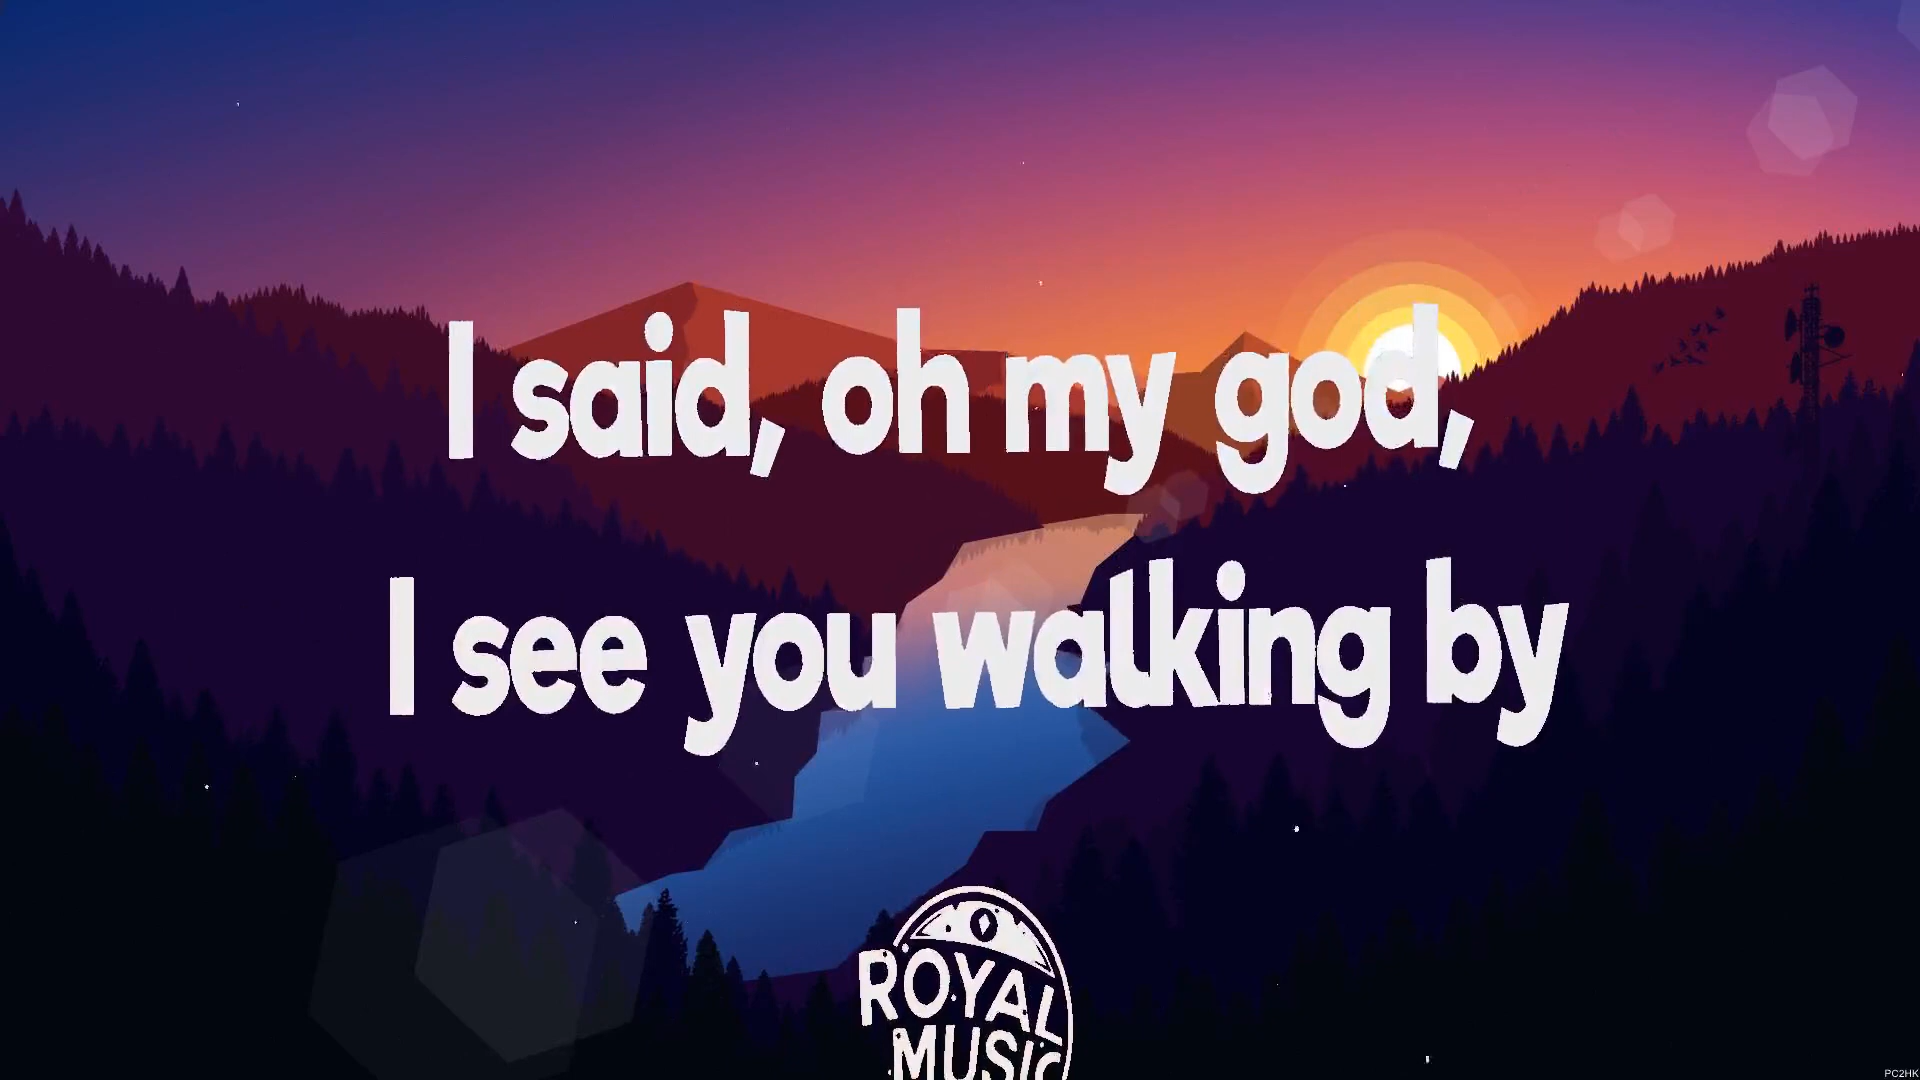 I said, oh my god,
I see you walking by
ROYAL
MUSIC
PC2HK